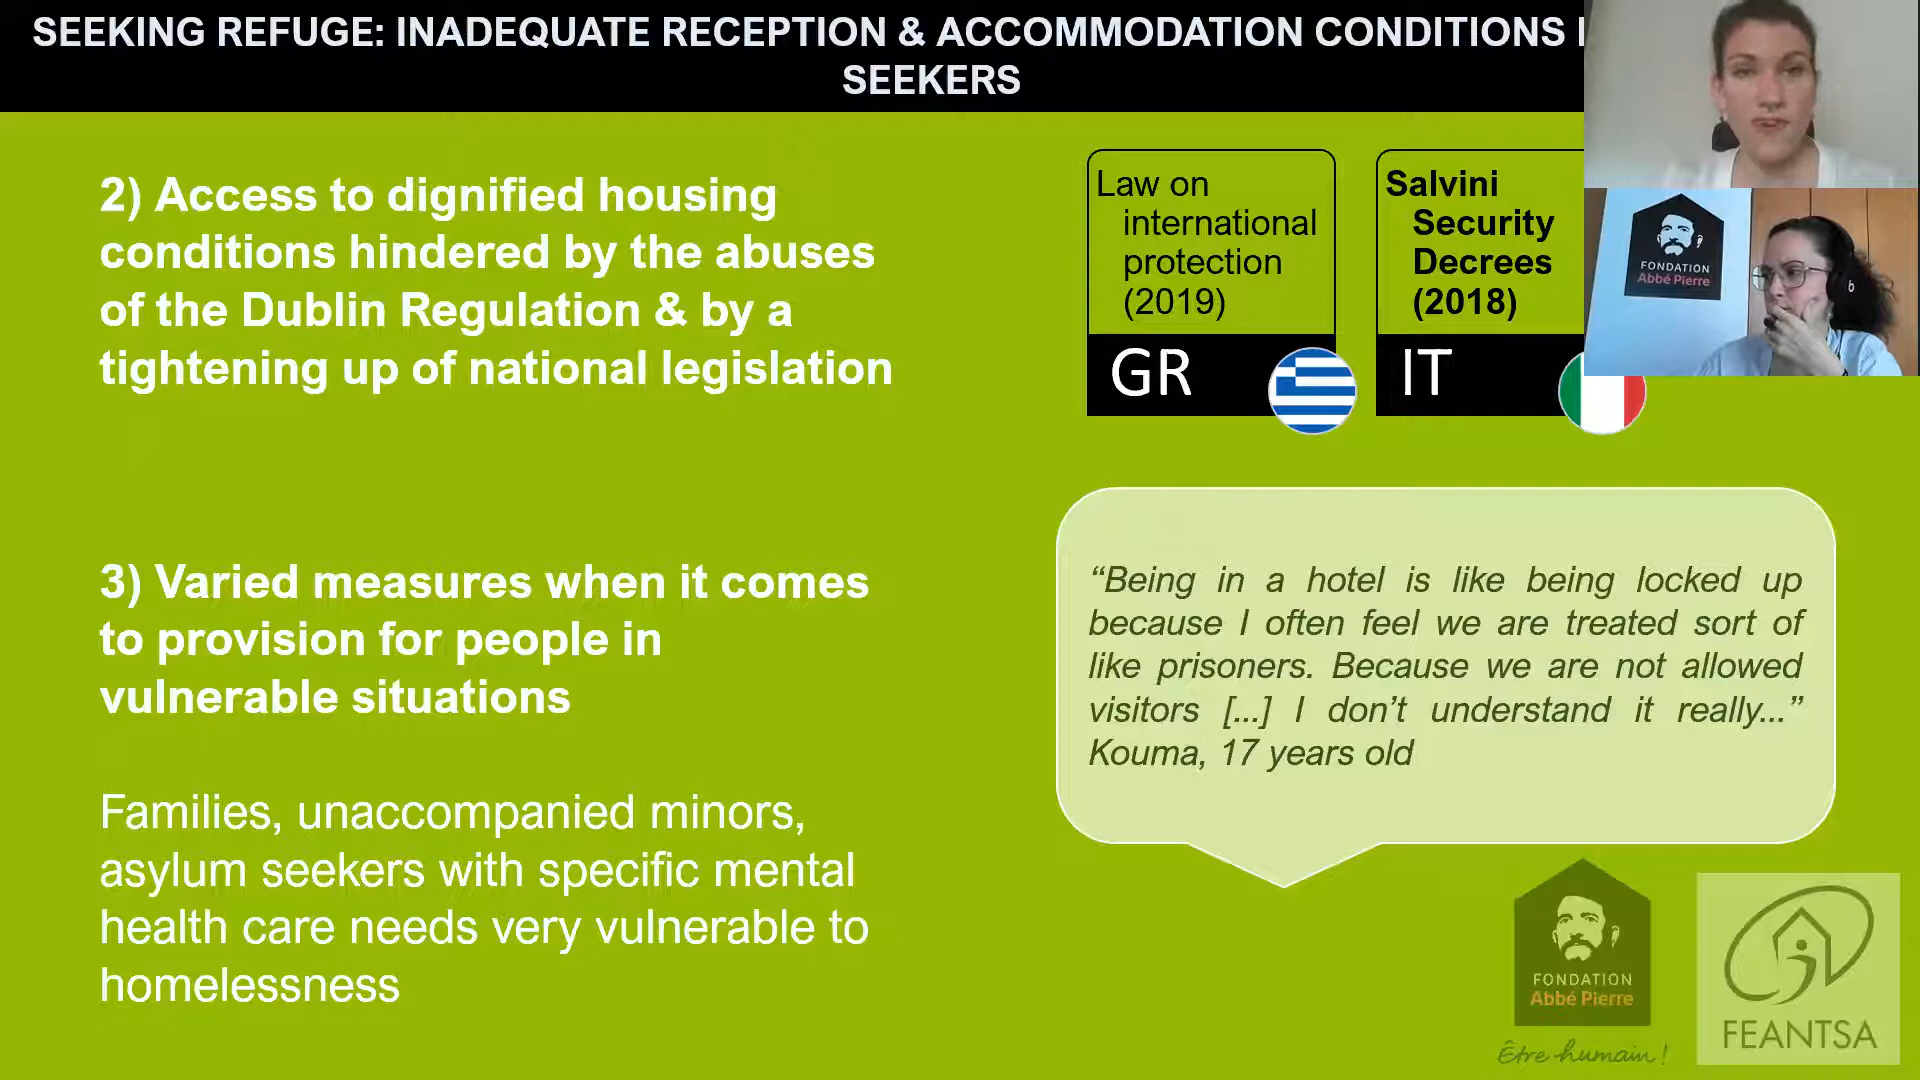 SEEKING REFUGE: INADEQUATE RECEPTION & ACCOMMODATION CONDITIONS
SEEKERS
2) Access to dignified housing
conditions hindered by the abuses
of the Dublin Regulation & by a
tightening up of national legislation
Law on
international
protection
(2019)
GR
Salvini
Security
Decrees
(2018)
IT
FONDATION
Abbé Pierre
3) Varied measures when it comes
to provision for people in
vulnerable situations
Families, unaccompanied minors,
asylum seekers with specific mental
health care needs very vulnerable to
homelessness
“Being in a hotel is like being locked up
because I often feel we are treated sort of
like prisoners. Because we are not allowed
visitors [...] I don’t understand it really...”
Kouma, 17 years old
FONDATION
Abbé Pierre
Être humain !
FEANTSA